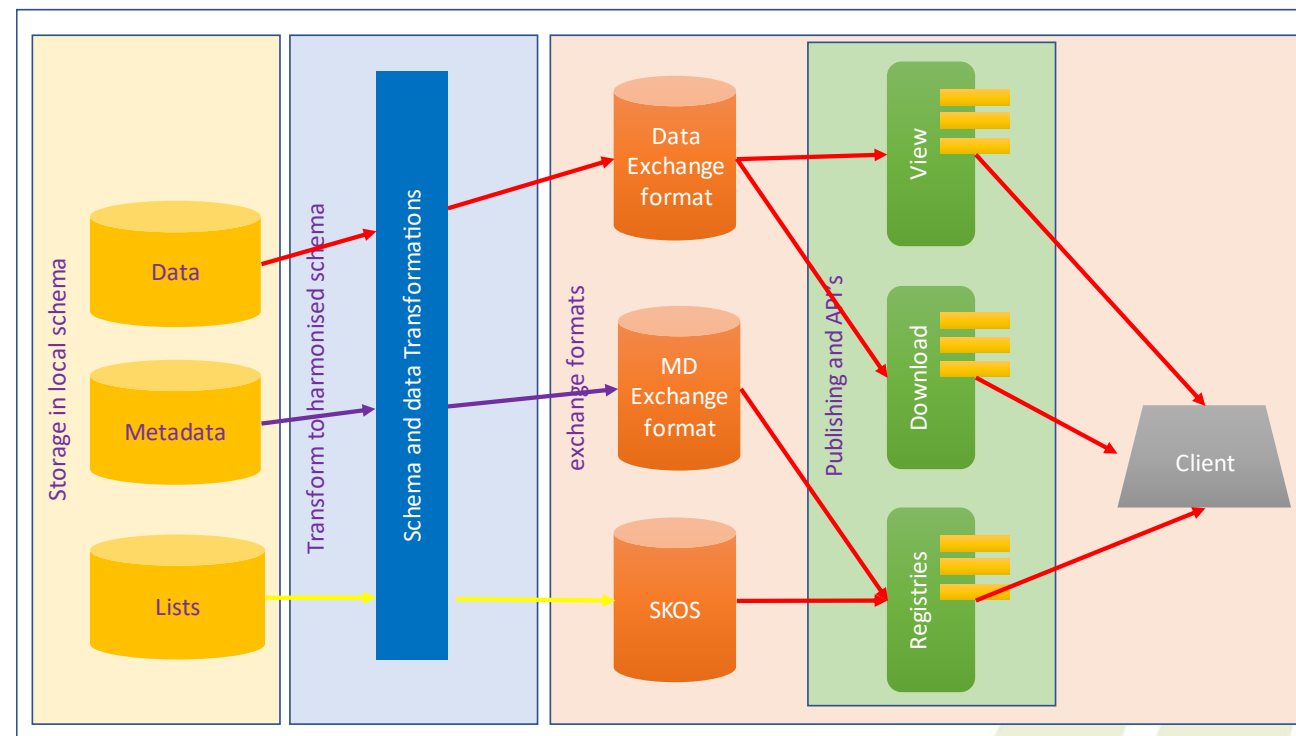 Storage in local schema
Data
Metadata
Lists
Transform to harmonised schema
Schema and data Transformations
exchange formats
Data
Exchange
format
MD
Exchange
format
SKOS
Publishing and API´s
View
Download
Registries
Client